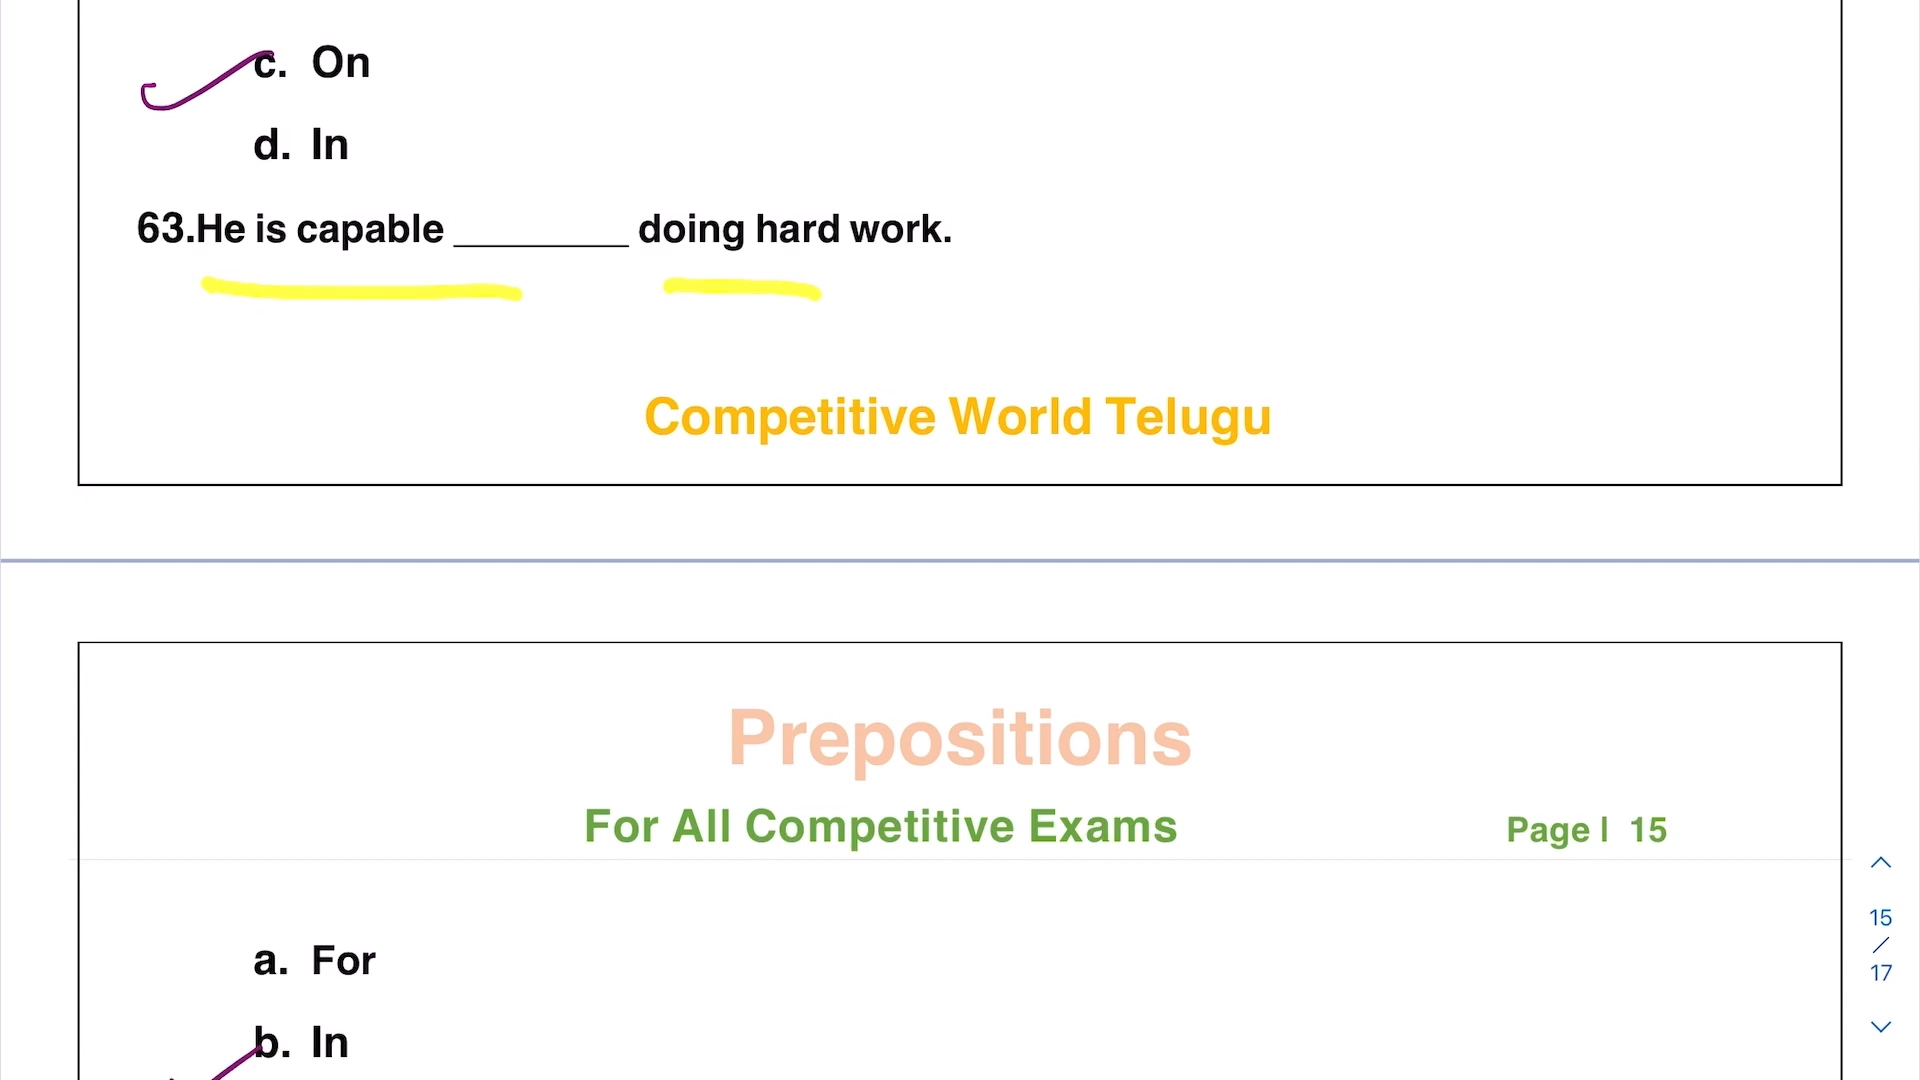 c. On
d. In
63.He is capable ________ doing hard work.
Competitive World Telugu
Prepositions
For All Competitive Exams
Page | 15
15
/
17
a. For
b. In